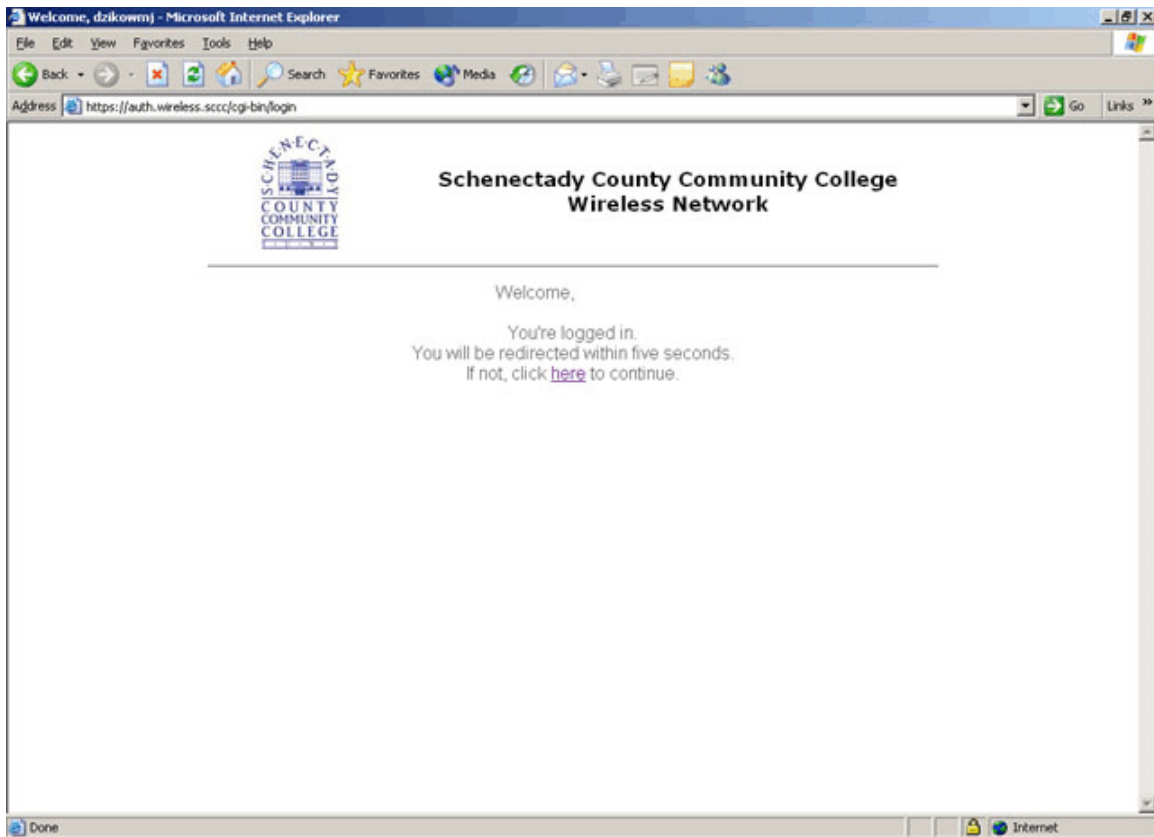 Welcome, dzikowmj - Microsoft Internet Explorer
File Edit View Favorites Tools Help
Back Search Favorites Media
Address https://auth.wireless.sccc/cgi-bin/login Go Links »
SCHENECTADY
COUNTY
COMMUNITY
COLLEGE
Schenectady County Community College
Wireless Network
Welcome,
You're logged in.
You will be redirected within five seconds.
If not, click here to continue.
Done Internet